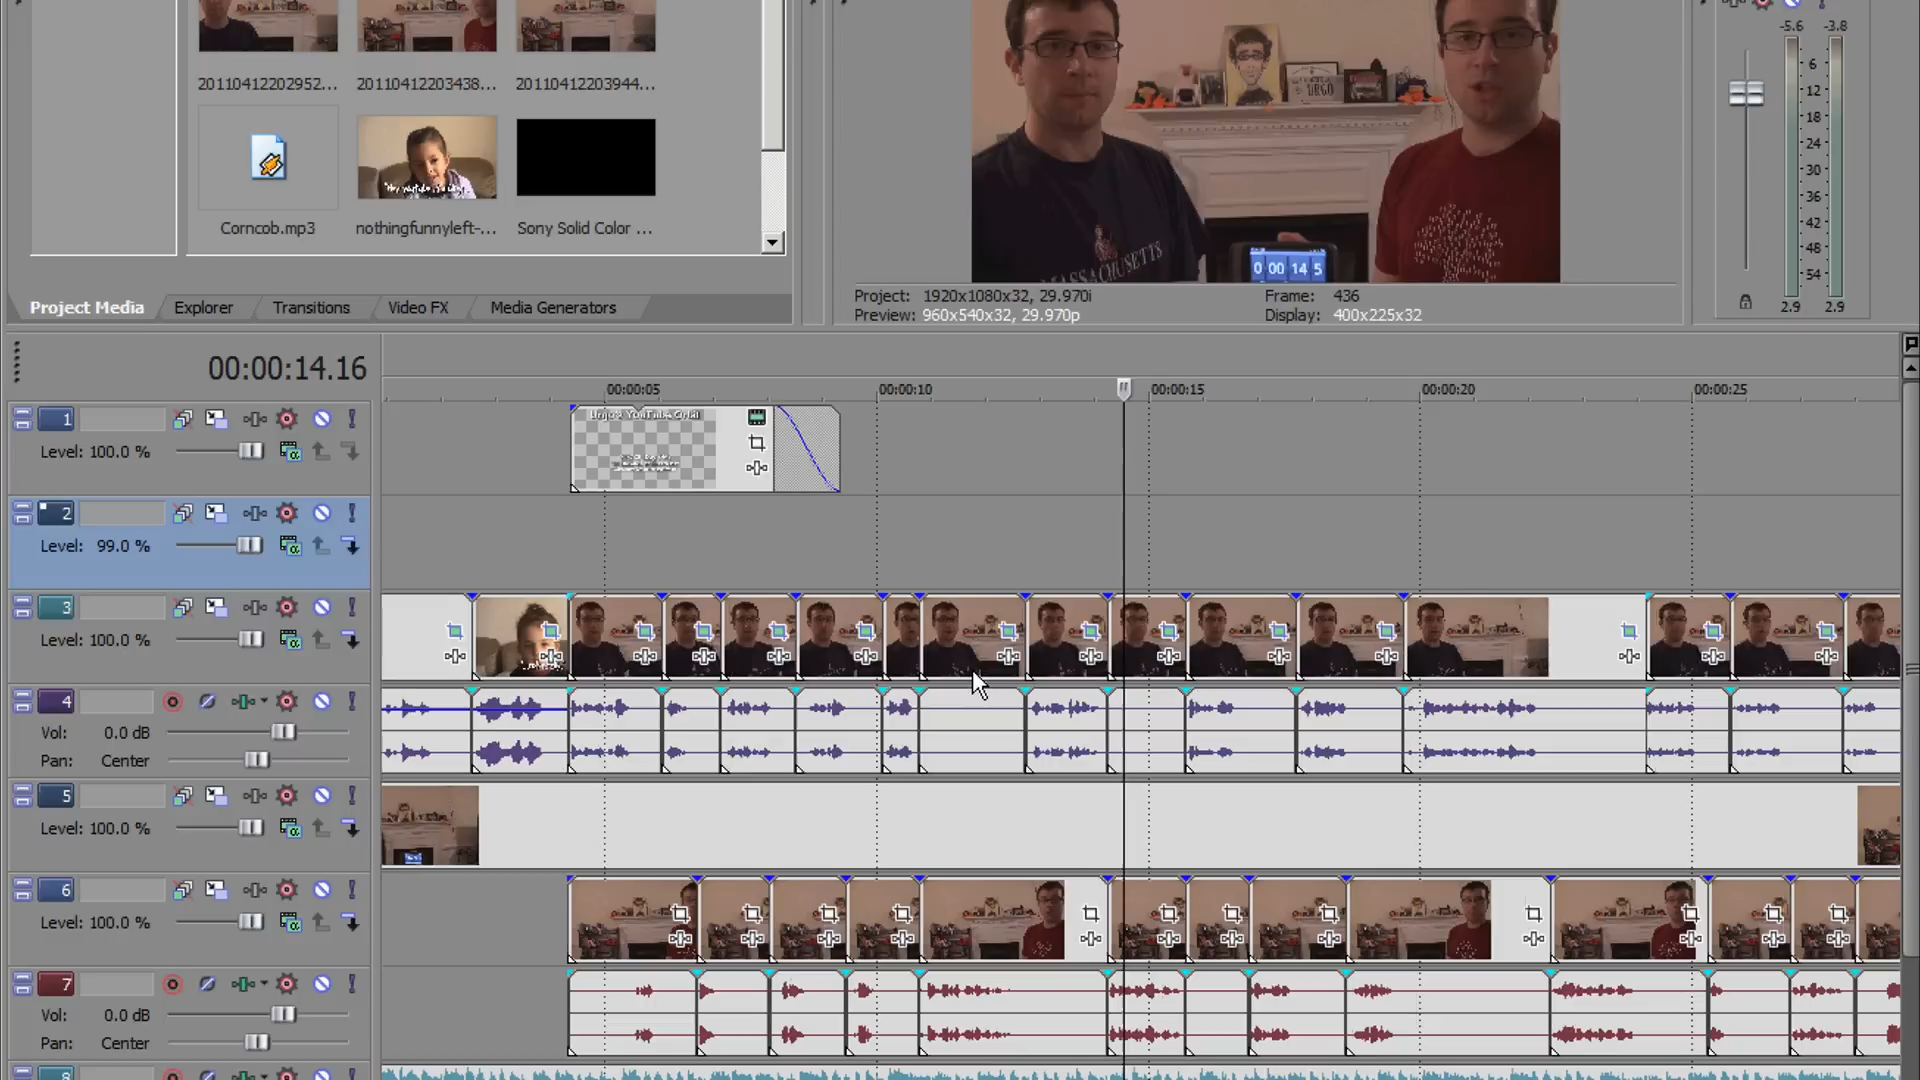 20110412202952...
20110412203438...
20110412203944...
Corncob.mp3
nothingfunnyleft-...
Sony Solid Color ...
Project Media
Explorer
Transitions
Video FX
Media Generators
MASSACHUSETTS
0 00 14 5
Project: 1920x1080x32, 29.970i
Preview: 960x540x32, 29.970p
Frame: 436
Display: 400x225x32
-5.6 -3.8
6
12
18
24
30
36
42
48
54
2.9 2.9
00:00:14.16
00:00:05
00:00:10
00:00:15
00:00:20
00:00:25
1
Level: 100.0 %
2
Level: 99.0 %
3
Level: 100.0 %
4
Vol: 0.0 dB
Pan: Center
5
Level: 100.0 %
6
Level: 100.0 %
7
Vol: 0.0 dB
Pan: Center
8